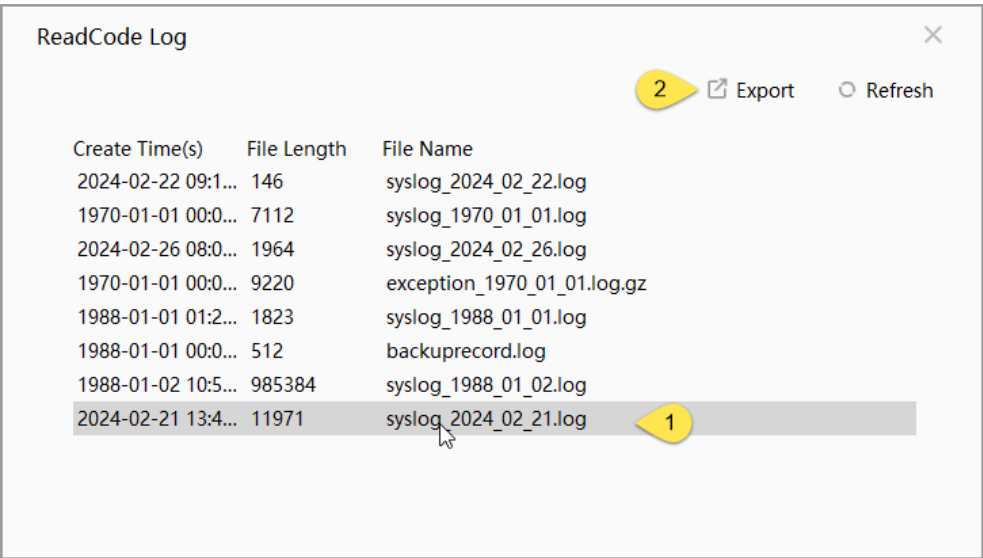 ReadCode Log
2 Export Refresh
Create Time(s) File Length File Name
2024-02-22 09:1... 146 syslog_2024_02_22.log
1970-01-01 00:0... 7112 syslog_1970_01_01.log
2024-02-26 08:0... 1964 syslog_2024_02_26.log
1970-01-01 00:0... 9220 exception_1970_01_01.log.gz
1988-01-01 01:2... 1823 syslog_1988_01_01.log
1988-01-01 00:0... 512 backuprecord.log
1988-01-02 10:5... 985384 syslog_1988_01_02.log
2024-02-21 13:4... 11971 syslog_2024_02_21.log 1